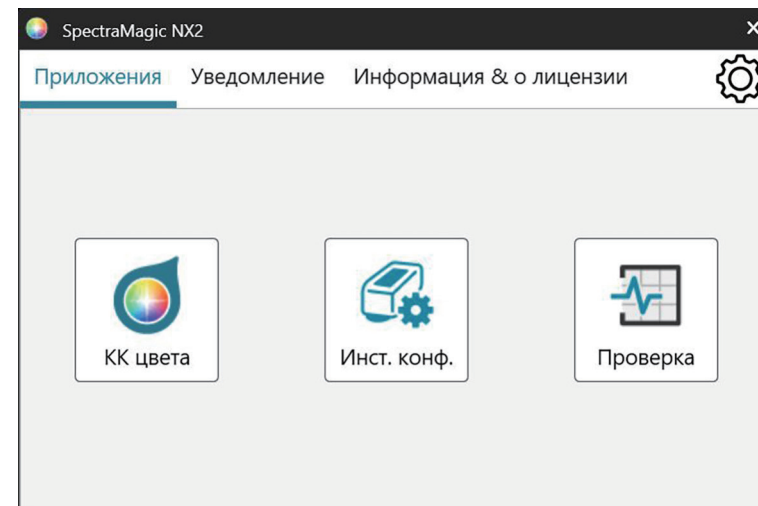 SpectraMagic NX2
Приложения Уведомление Информация & о лицензии
КК цвета Инст. конф. Проверка